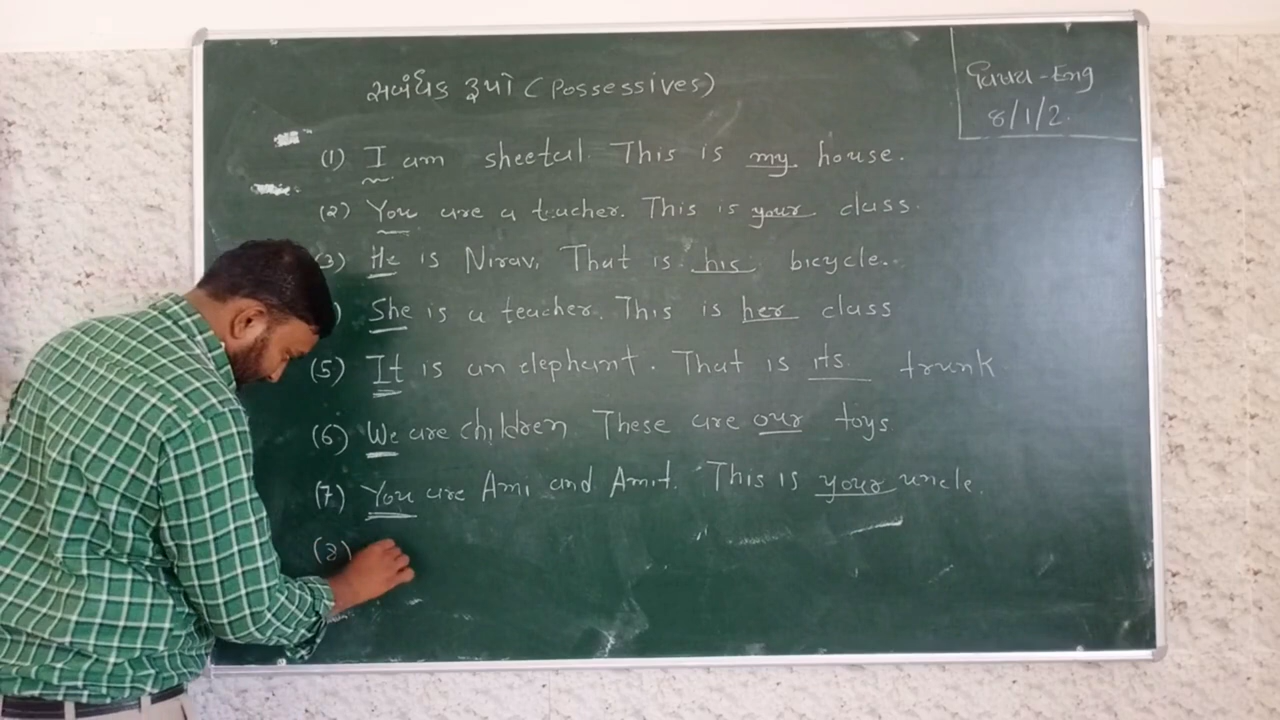 સબંધક રૂપો (Possessives)
વિષય - Eng
8/1/2
(1) I am sheetal. This is my house.
(2) You are a teacher. This is your class.
(3) He is Nirav, That is his bicycle.
) She is a teacher. This is her class
(5) It is an elephant. That is its trunk
(6) We are children These are our toys
(7) You are Ami and Amit. This is your uncle.
(8)